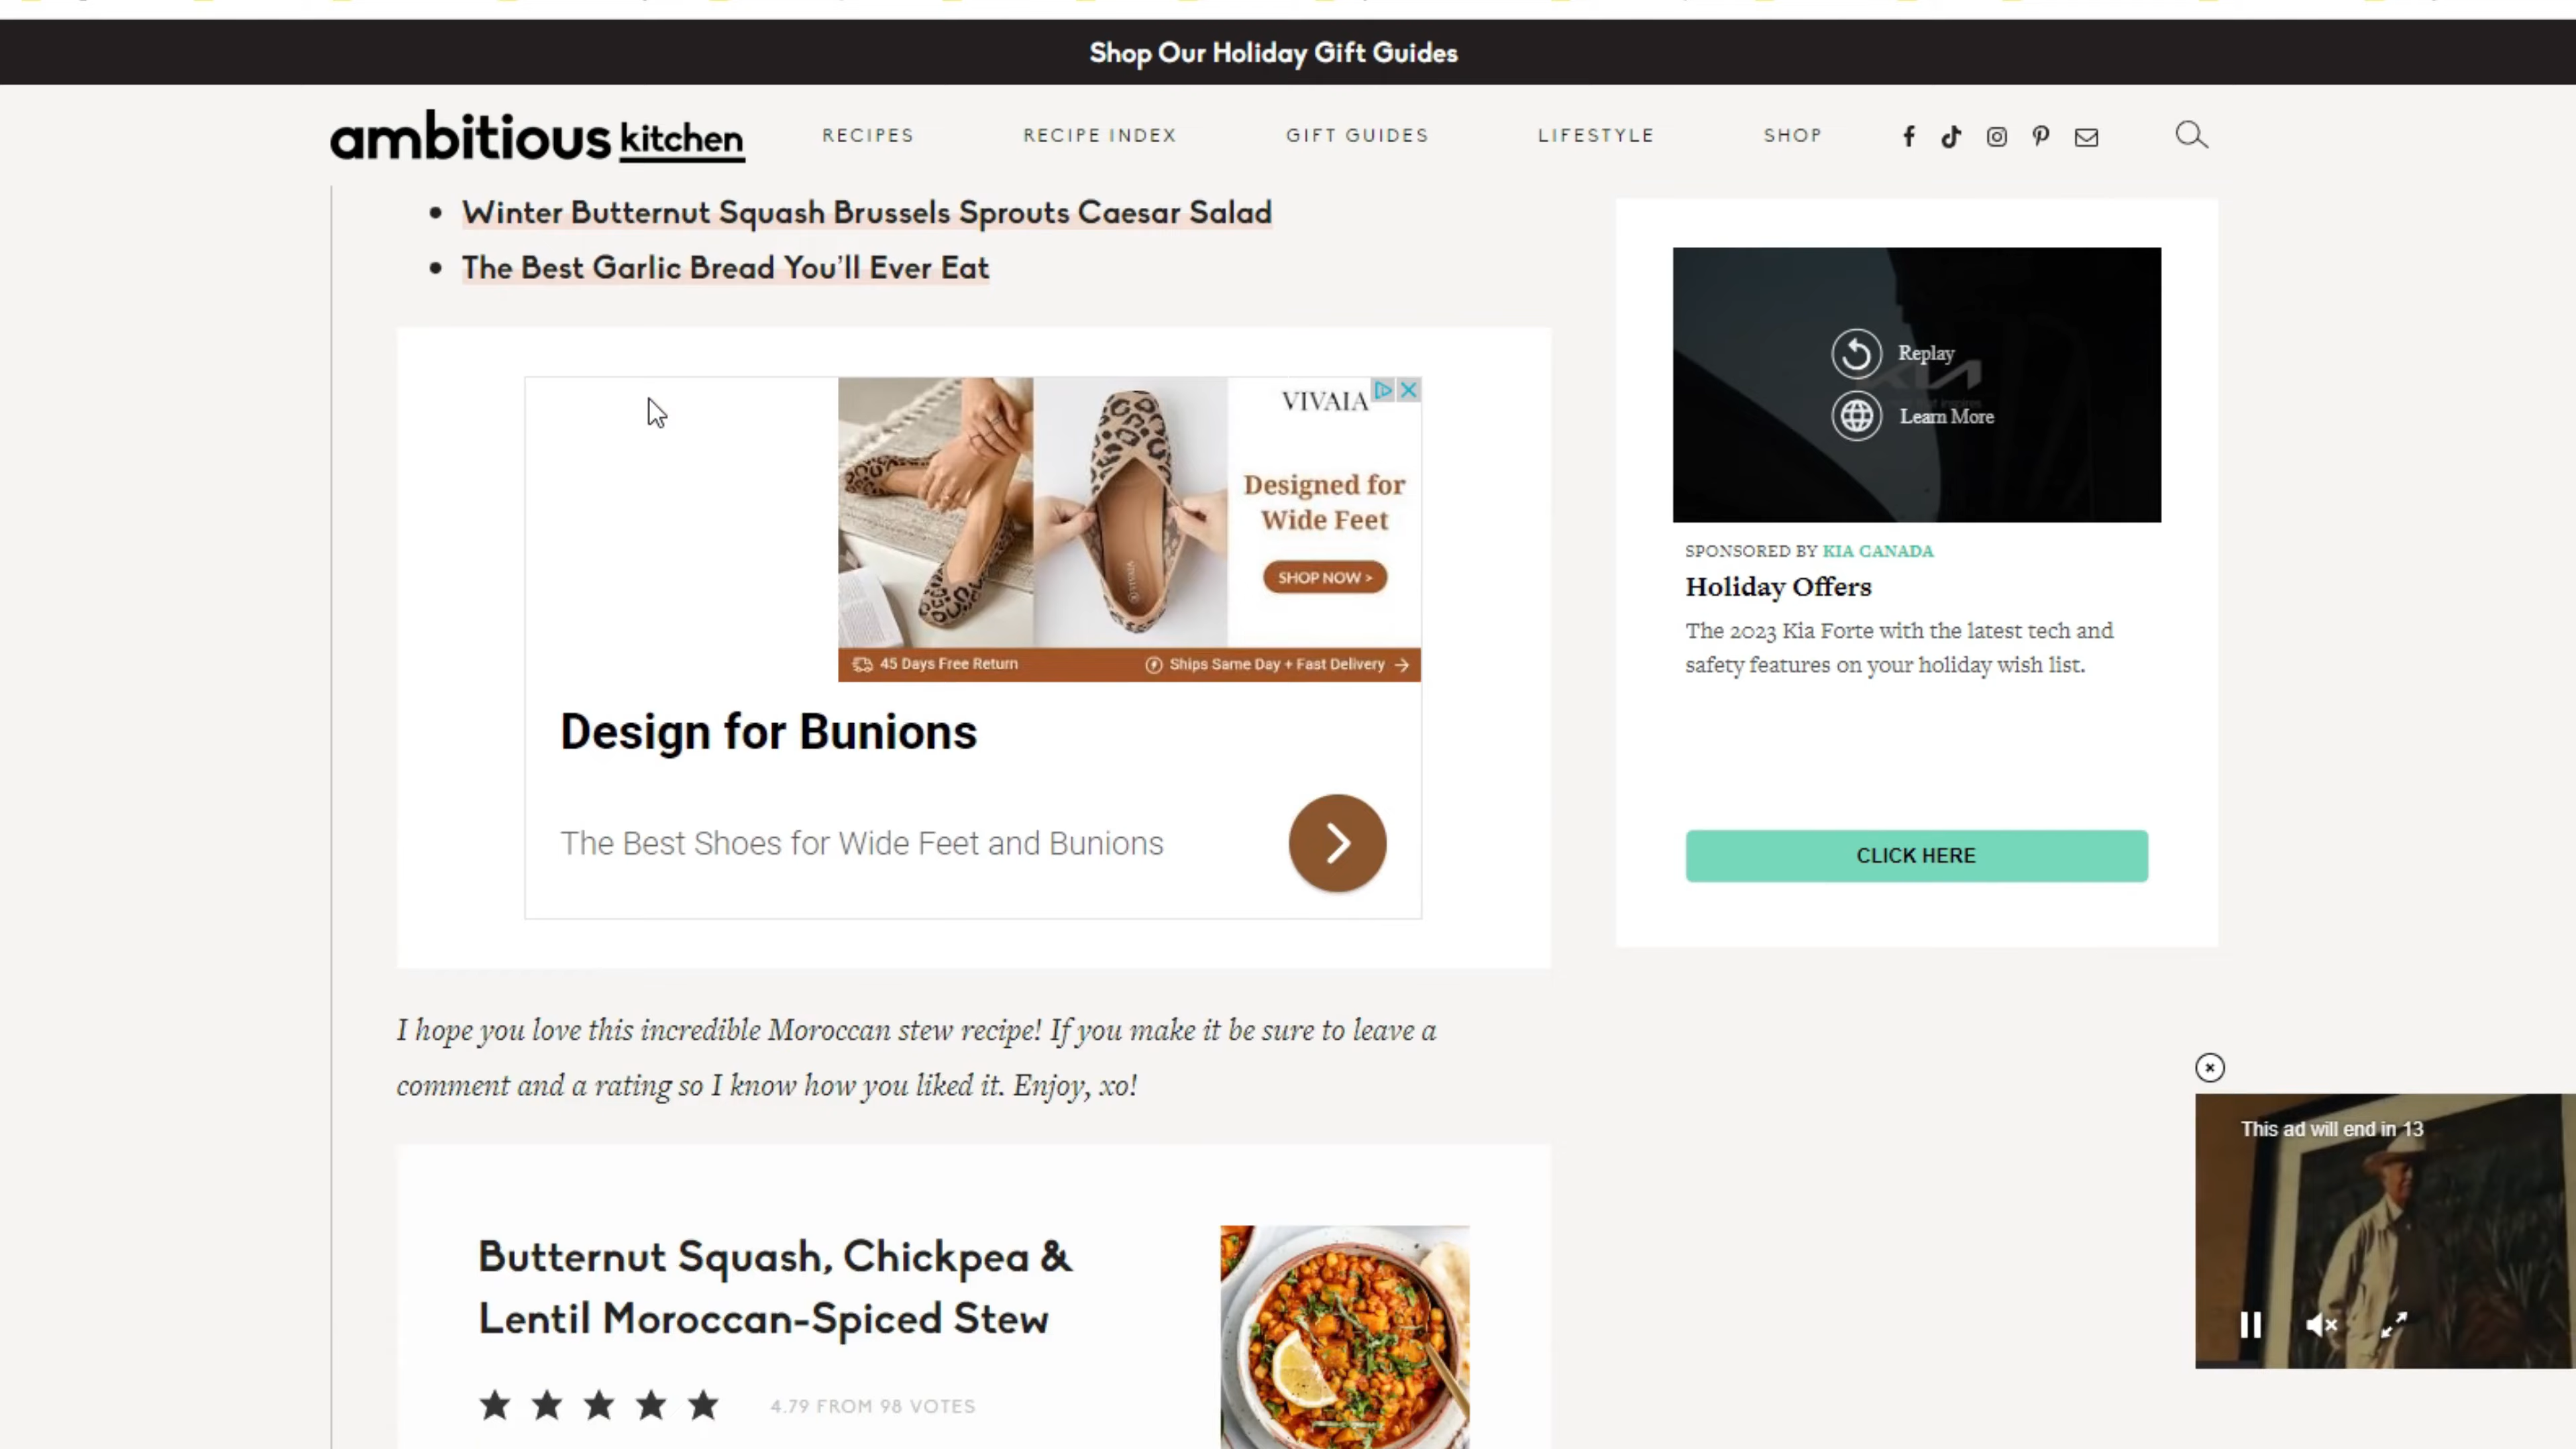 Shop Our Holiday Gift Guides
ambitious kitchen
RECIPES
RECIPE INDEX
GIFT GUIDES
LIFESTYLE
SHOP
Winter Butternut Squash Brussels Sprouts Caesar Salad
The Best Garlic Bread You'll Ever Eat
VIVAIA
Designed for
Wide Feet
SHOP NOW >
45 Days Free Return
Ships Same Day + Fast Delivery
Design for Bunions
The Best Shoes for Wide Feet and Bunions
Replay
Learn More
SPONSORED BY KIA CANADA
Holiday Offers
The 2023 Kia Forte with the latest tech and
safety features on your holiday wish list.
CLICK HERE
I hope you love this incredible Moroccan stew recipe! If you make it be sure to leave a
comment and a rating so I know how you liked it. Enjoy, xo!
This ad will end in 13
Butternut Squash, Chickpea &
Lentil Moroccan-Spiced Stew
4.79 FROM 98 VOTES